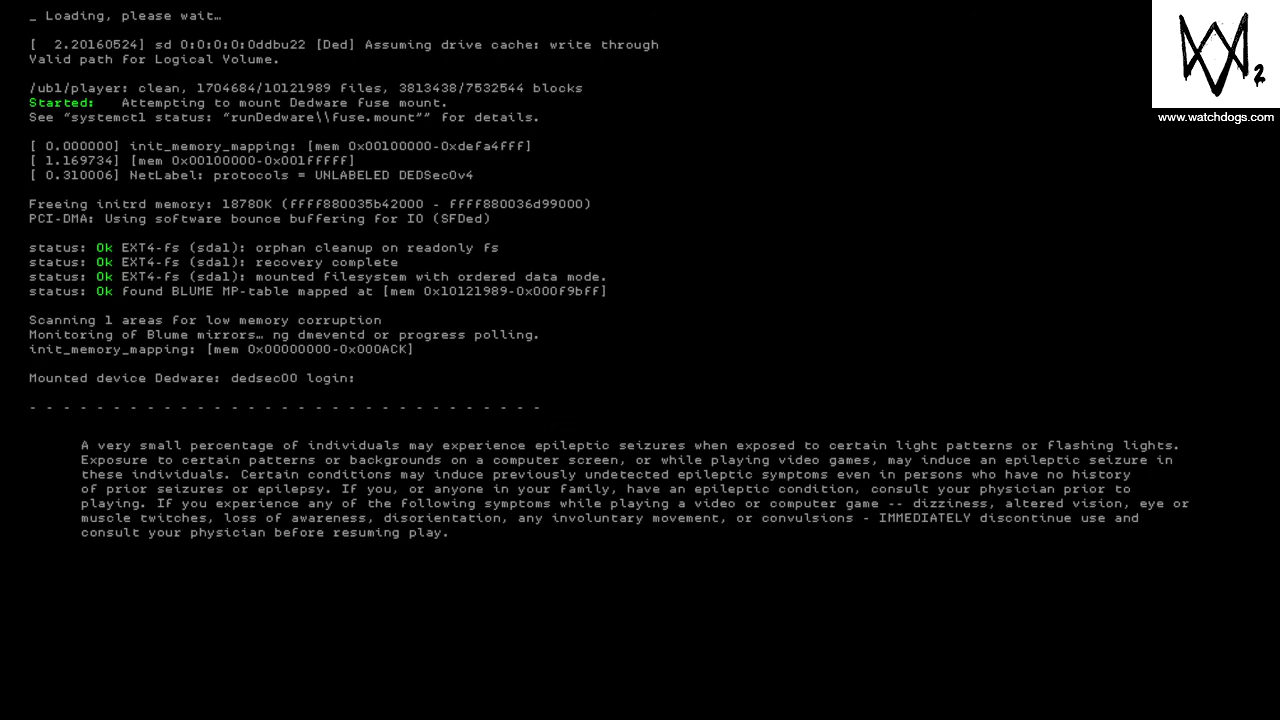 _ Loading, please wait…
[  2.20160524] sd 0:0:0:0:0ddbu22 [Ded] Assuming drive cache: write through
Valid path for Logical Volume.
/ubl/player: clean, 1704684/10121989 files, 3813438/7532544 blocks
Started:   Attempting to mount Dedware fuse mount.
See “systemctl status: “runDedware\\fuse.mount”” for details.
[ 0.000000] init_memory_mapping: [mem 0x00100000-0xdefa4fff]
[ 1.169734] [mem 0x00100000-0x001fffff]
[ 0.310006] NetLabel: protocols = UNLABELED DEDSec0v4
Freeing initrd memory: 18780K (ffff880035b42000 - ffff880036d99000)
PCI-DMA: Using software bounce buffering for IO (SFDed)
status: Ok EXT4-fs (sda1): orphan cleanup on readonly fs
status: Ok EXT4-fs (sda1): recovery complete
status: Ok EXT4-fs (sda1): mounted filesystem with ordered data mode.
status: Ok found BLUME MP-table mapped at [mem 0x10121989-0x000f9bff]
Scanning 1 areas for low memory corruption
Monitoring of Blume mirrors… ng dmeventd or progress polling.
init_memory_mapping: [mem 0x00000000-0x000ACK]
Mounted device Dedware: dedsec00 login:
- - - - - - - - - - - - - - - - - - - - - - - - - - - - - - -
A very small percentage of individuals may experience epileptic seizures when exposed to certain light patterns or flashing lights.
Exposure to certain patterns or backgrounds on a computer screen, or while playing video games, may induce an epileptic seizure in
these individuals. Certain conditions may induce previously undetected epileptic symptoms even in persons who have no history
of prior seizures or epilepsy. If you, or anyone in your family, have an epileptic condition, consult your physician prior to
playing. If you experience any of the following symptoms while playing a video or computer game -- dizziness, altered vision, eye or
muscle twitches, loss of awareness, disorientation, any involuntary movement, or convulsions - IMMEDIATELY discontinue use and
consult your physician before resuming play.
2
www.watchdogs.com